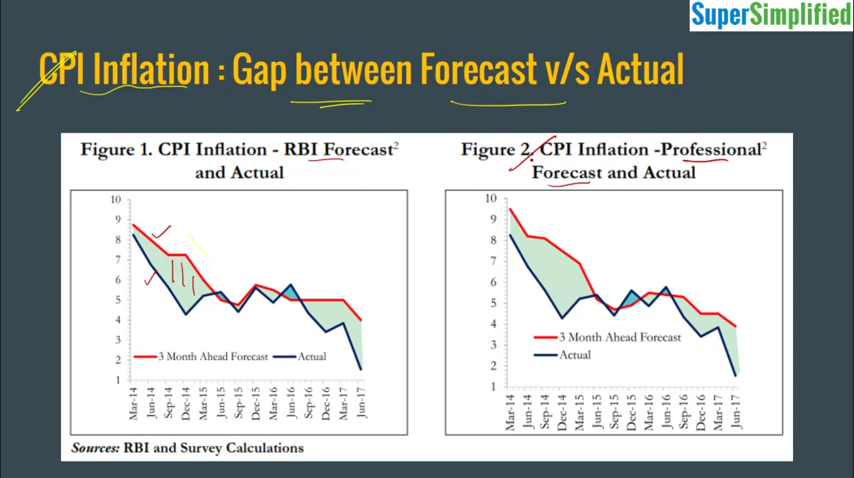 SuperSimplified
CPI Inflation : Gap between Forecast v/s Actual
Figure 1. CPI Inflation - RBI Forecast²
and Actual
10
9
8
7
6
5
4
3
2
1
3 Month Ahead Forecast
Actual
Mar-14
Jun-14
Sep-14
Dec-14
Mar-15
Jun-15
Sep-15
Dec-15
Mar-16
Jun-16
Sep-16
Dec-16
Mar-17
Jun-17
Figure 2. CPI Inflation -Professional²
Forecast and Actual
10
9
8
7
6
5
4
3
2
1
3 Month Ahead Forecast
Actual
Mar-14
Jun-14
Sep-14
Dec-14
Mar-15
Jun-15
Sep-15
Dec-15
Mar-16
Jun-16
Sep-16
Dec-16
Mar-17
Jun-17
Sources: RBI and Survey Calculations